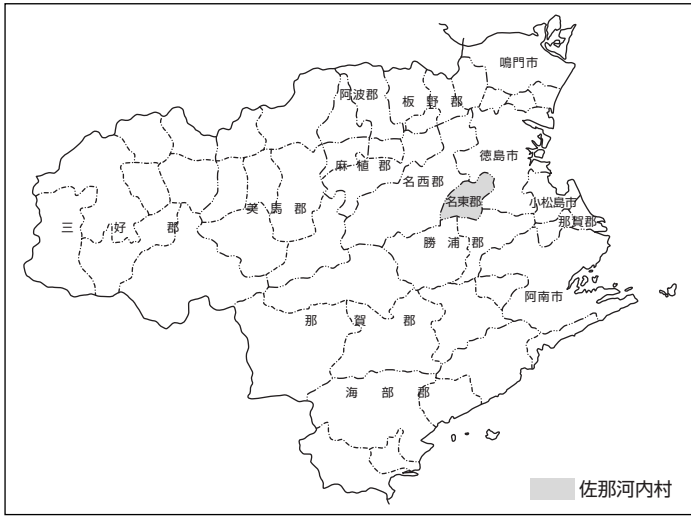 鳴門市
阿波郡
板野郡
徳島市
麻植郡
名西郡
名東郡
小松島市
美馬郡
三好郡
那賀郡
勝浦郡
阿南市
那賀郡
海部郡
佐那河内村